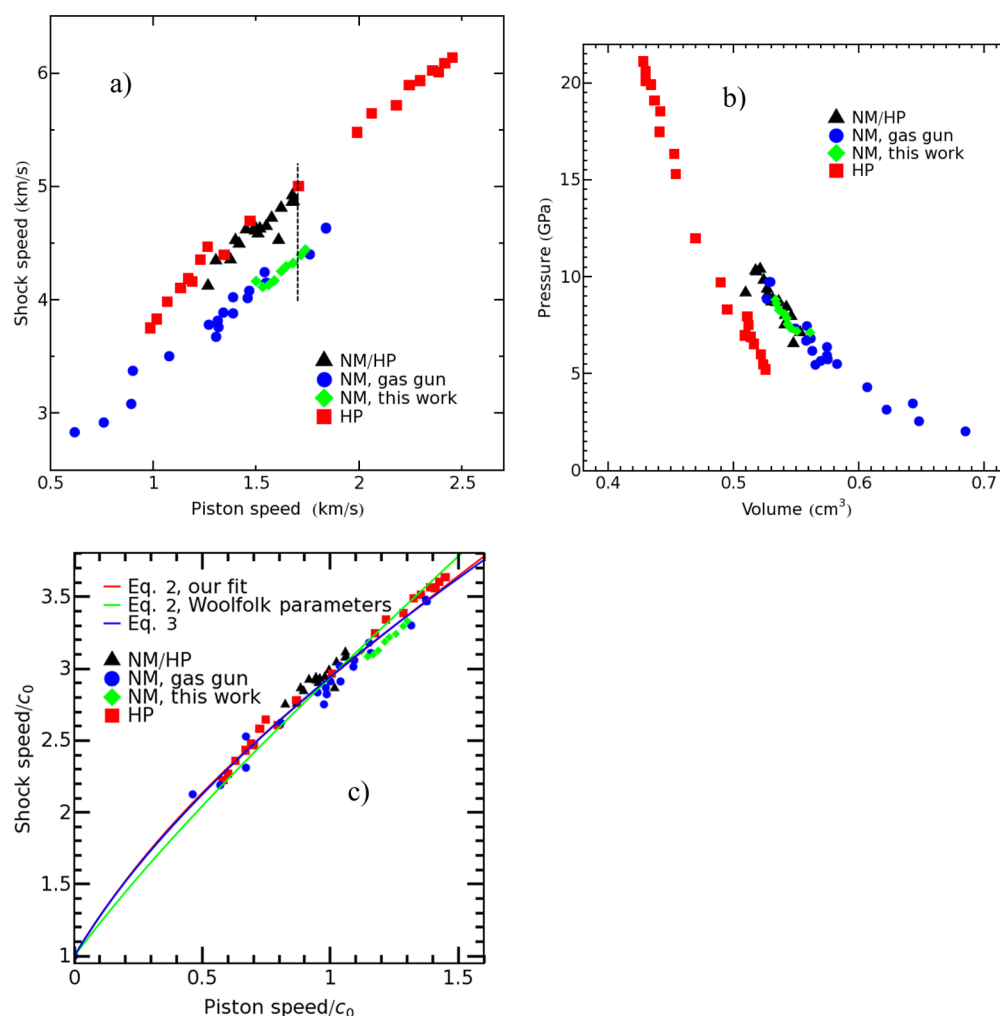 a)
6
5
4
3
0.5
1
1.5
2
2.5
Shock speed (km/s)
Piston speed (km/s)
NM/HP
NM, gas gun
NM, this work
HP
b)
20
15
10
5
0
0.4
0.5
0.6
0.7
Pressure (GPa)
Volume (cm³)
NM/HP
NM, gas gun
NM, this work
HP
Eq. 2, our fit
Eq. 2, Woolfolk parameters
Eq. 3
NM/HP
NM, gas gun
NM, this work
HP
c)
3.5
3
2.5
2
1.5
1
0
0.5
1
1.5
Shock speed/c₀
Piston speed/c₀